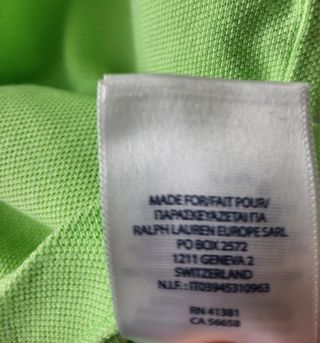 MADE FOR/FAIT POUR/
ΠΑΡΑΣΚΕΥΑΖΕΤΑΙ ΓΙΑ
RALPH LAUREN EUROPE SARL
PO BOX 2572
1211 GENEVA 2
SWITZERLAND
N.I.F.: IT03945310963
RN 41381
CA 56658